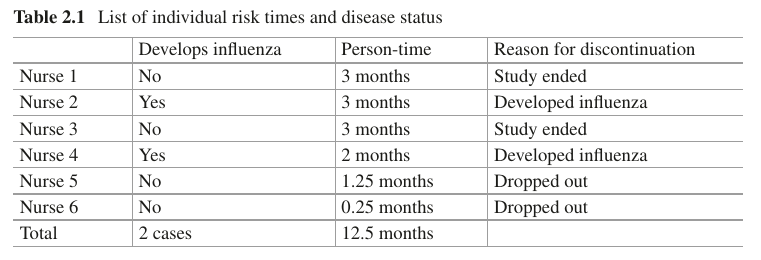 Table 2.1 List of individual risk times and disease status
Develops influenza Person-time Reason for discontinuation
Nurse 1 No 3 months Study ended
Nurse 2 Yes 3 months Developed influenza
Nurse 3 No 3 months Study ended
Nurse 4 Yes 2 months Developed influenza
Nurse 5 No 1.25 months Dropped out
Nurse 6 No 0.25 months Dropped out
Total 2 cases 12.5 months